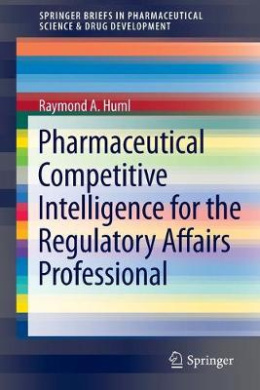 SPRINGER BRIEFS IN PHARMACEUTICAL
SCIENCE & DRUG DEVELOPMENT
Raymond A. Huml
Pharmaceutical
Competitive
Intelligence for the
Regulatory Affairs
Professional
Springer